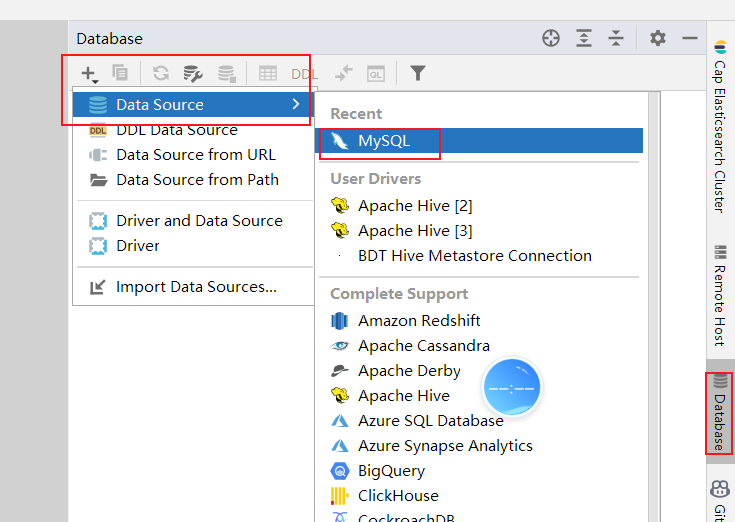 Database
DDL
QL
Data Source
DDL
DDL Data Source
Data Source from URL
Data Source from Path
Driver and Data Source
Driver
Import Data Sources...
Recent
MySQL
User Drivers
Apache Hive [2]
Apache Hive [3]
BDT Hive Metastore Connection
Complete Support
Amazon Redshift
Apache Cassandra
Apache Derby
Apache Hive
Azure SQL Database
Azure Synapse Analytics
BigQuery
ClickHouse
CockroachDB
--:--
Cap Elasticsearch Cluster
Remote Host
Database
Git